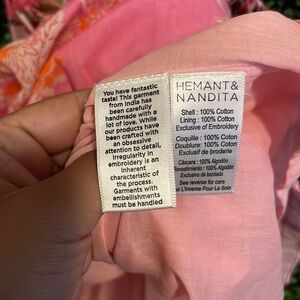 You have fantastic
taste! This garment
from India has
been carefully
handmade with a
lot of love. While
our products have
been crafted with
an obsessive
attention to detail,
Irregularity in
embroidery is an
inherent
characteristic of
the process.
Garments with
embellishments
must be handled
HEMANT &
NANDITA
Shell : 100% Cotton
Lining : 100% Cotton
Exclusive of Embroidery
Coquille : 100% Cotton
Doublure: 100% Cotton
Exclusif de broderie
Cáscara : 100% Algodón
Revestimiento : 100% Algodón
Exclusivo de bordado
See reverse for care
Voir L'Inverse Pour Le Soin